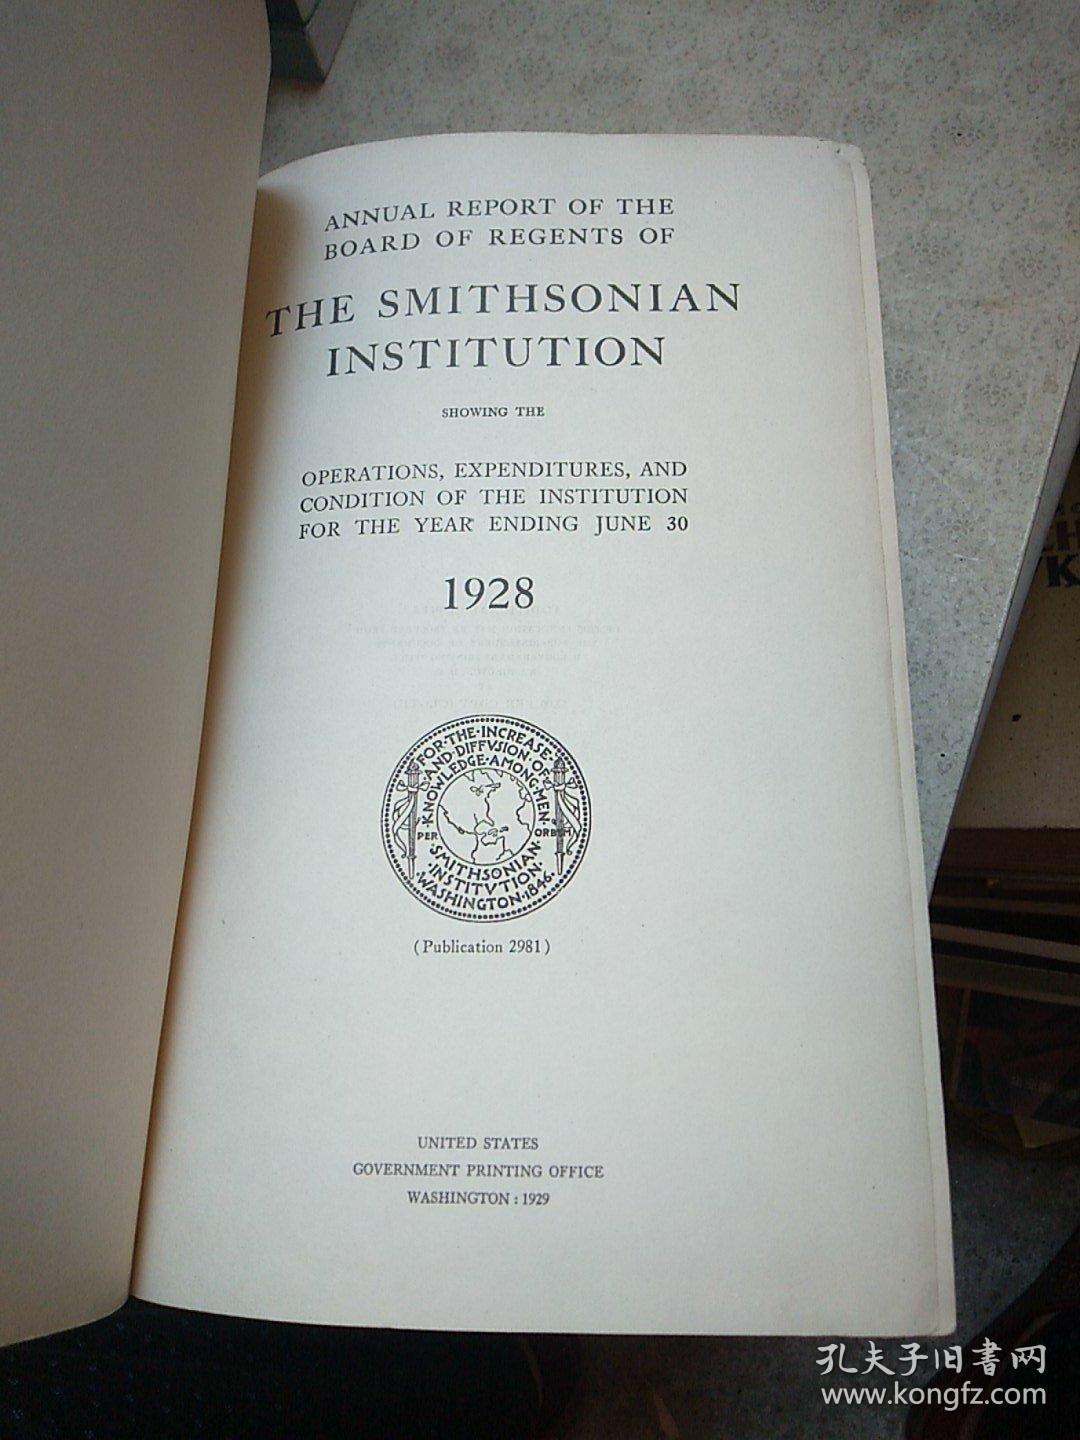 ANNUAL REPORT OF THE
BOARD OF REGENTS OF
THE SMITHSONIAN
INSTITUTION
SHOWING THE
OPERATIONS, EXPENDITURES, AND
CONDITION OF THE INSTITUTION
FOR THE YEAR ENDING JUNE 30
1928
FOR·THE·INCREASE·
AND·DIFFVSION·OF
·KNOWLEDGE·AMONG·MEN·
PER ORBEM
·SMITHSONIAN·
·INSTITVTION·
·WASHINGTON·1846·
(Publication 2981)
UNITED STATES
GOVERNMENT PRINTING OFFICE
WASHINGTON : 1929
孔夫子旧書网
www.kongfz.com